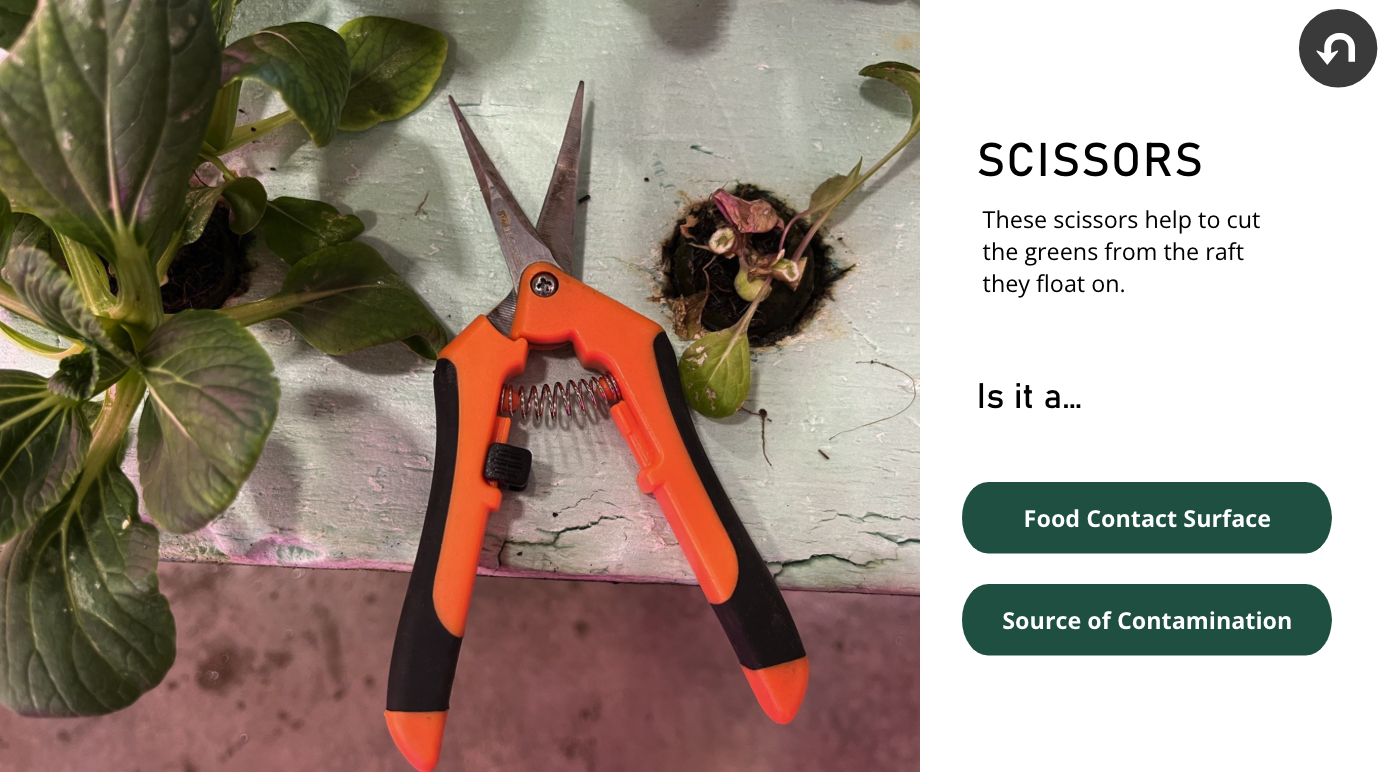 SCISSORS
These scissors help to cut
the greens from the raft
they float on.
Is it a...
Food Contact Surface
Source of Contamination